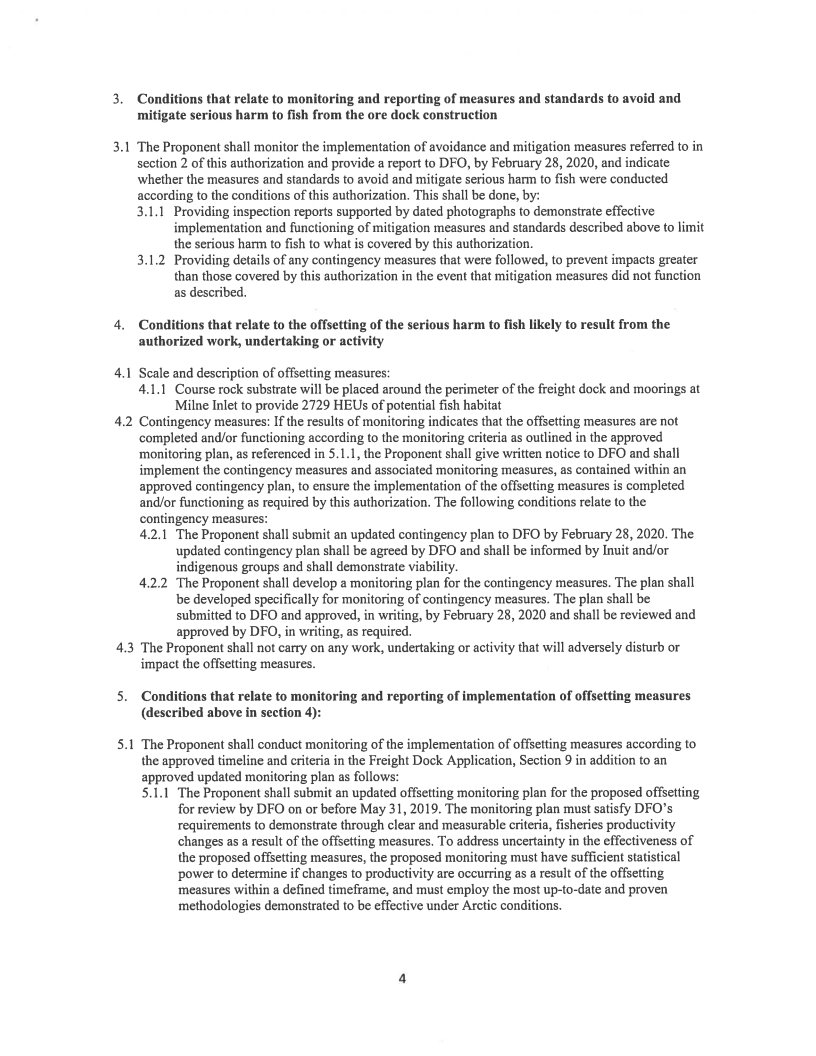 3. Conditions that relate to monitoring and reporting of measures and standards to avoid and
mitigate serious harm to fish from the ore dock construction
3.1 The Proponent shall monitor the implementation of avoidance and mitigation measures referred to in
section 2 of this authorization and provide a report to DFO, by February 28, 2020, and indicate
whether the measures and standards to avoid and mitigate serious harm to fish were conducted
according to the conditions of this authorization. This shall be done, by:
3.1.1 Providing inspection reports supported by dated photographs to demonstrate effective
implementation and functioning of mitigation measures and standards described above to limit
the serious harm to fish to what is covered by this authorization.
3.1.2 Providing details of any contingency measures that were followed, to prevent impacts greater
than those covered by this authorization in the event that mitigation measures did not function
as described.
4. Conditions that relate to the offsetting of the serious harm to fish likely to result from the
authorized work, undertaking or activity
4.1 Scale and description of offsetting measures:
4.1.1 Course rock substrate will be placed around the perimeter of the freight dock and moorings at
Milne Inlet to provide 2729 HEUs of potential fish habitat
4.2 Contingency measures: If the results of monitoring indicates that the offsetting measures are not
completed and/or functioning according to the monitoring criteria as outlined in the approved
monitoring plan, as referenced in 5.1.1, the Proponent shall give written notice to DFO and shall
implement the contingency measures and associated monitoring measures, as contained within an
approved contingency plan, to ensure the implementation of the offsetting measures is completed
and/or functioning as required by this authorization. The following conditions relate to the
contingency measures:
4.2.1 The Proponent shall submit an updated contingency plan to DFO by February 28, 2020. The
updated contingency plan shall be agreed by DFO and shall be informed by Inuit and/or
indigenous groups and shall demonstrate viability.
4.2.2 The Proponent shall develop a monitoring plan for the contingency measures. The plan shall
be developed specifically for monitoring of contingency measures. The plan shall be
submitted to DFO and approved, in writing, by February 28, 2020 and shall be reviewed and
approved by DFO, in writing, as required.
4.3 The Proponent shall not carry on any work, undertaking or activity that will adversely disturb or
impact the offsetting measures.
5. Conditions that relate to monitoring and reporting of implementation of offsetting measures
(described above in section 4):
5.1 The Proponent shall conduct monitoring of the implementation of offsetting measures according to
the approved timeline and criteria in the Freight Dock Application, Section 9 in addition to an
approved updated monitoring plan as follows:
5.1.1 The Proponent shall submit an updated offsetting monitoring plan for the proposed offsetting
for review by DFO on or before May 31, 2019. The monitoring plan must satisfy DFO's
requirements to demonstrate through clear and measurable criteria, fisheries productivity
changes as a result of the offsetting measures. To address uncertainty in the effectiveness of
the proposed offsetting measures, the proposed monitoring must have sufficient statistical
power to determine if changes to productivity are occurring as a result of the offsetting
measures within a defined timeframe, and must employ the most up-to-date and proven
methodologies demonstrated to be effective under Arctic conditions.
4